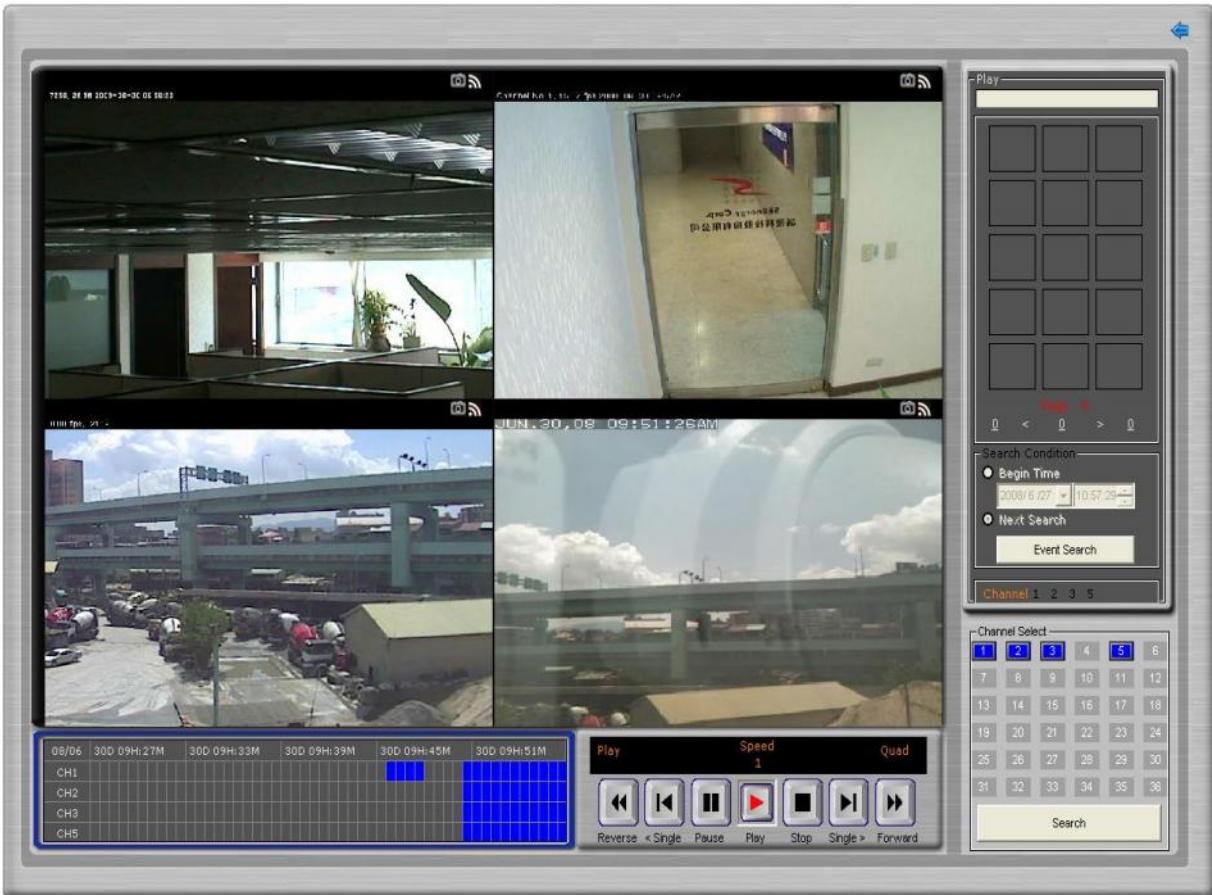 Play
JUN.30,08 09:51:26AM
0 < 0 > 0
Search Condition
Begin Time
2008/ 6 /27 10:57:29
Next Search
Event Search
Channel 1 2 3 5
Channel Select
1 2 3 4 5 6
7 8 9 10 11 12
13 14 15 16 17 18
19 20 21 22 23 24
25 26 27 28 29 30
31 32 33 34 35 36
Search
08/06 30D 09H:27M 30D 09H:33M 30D 09H:39M 30D 09H:45M 30D 09H:51M
CH1
CH2
CH3
CH5
Play Speed Quad
1
Reverse < Single Pause Play Stop Single > Forward